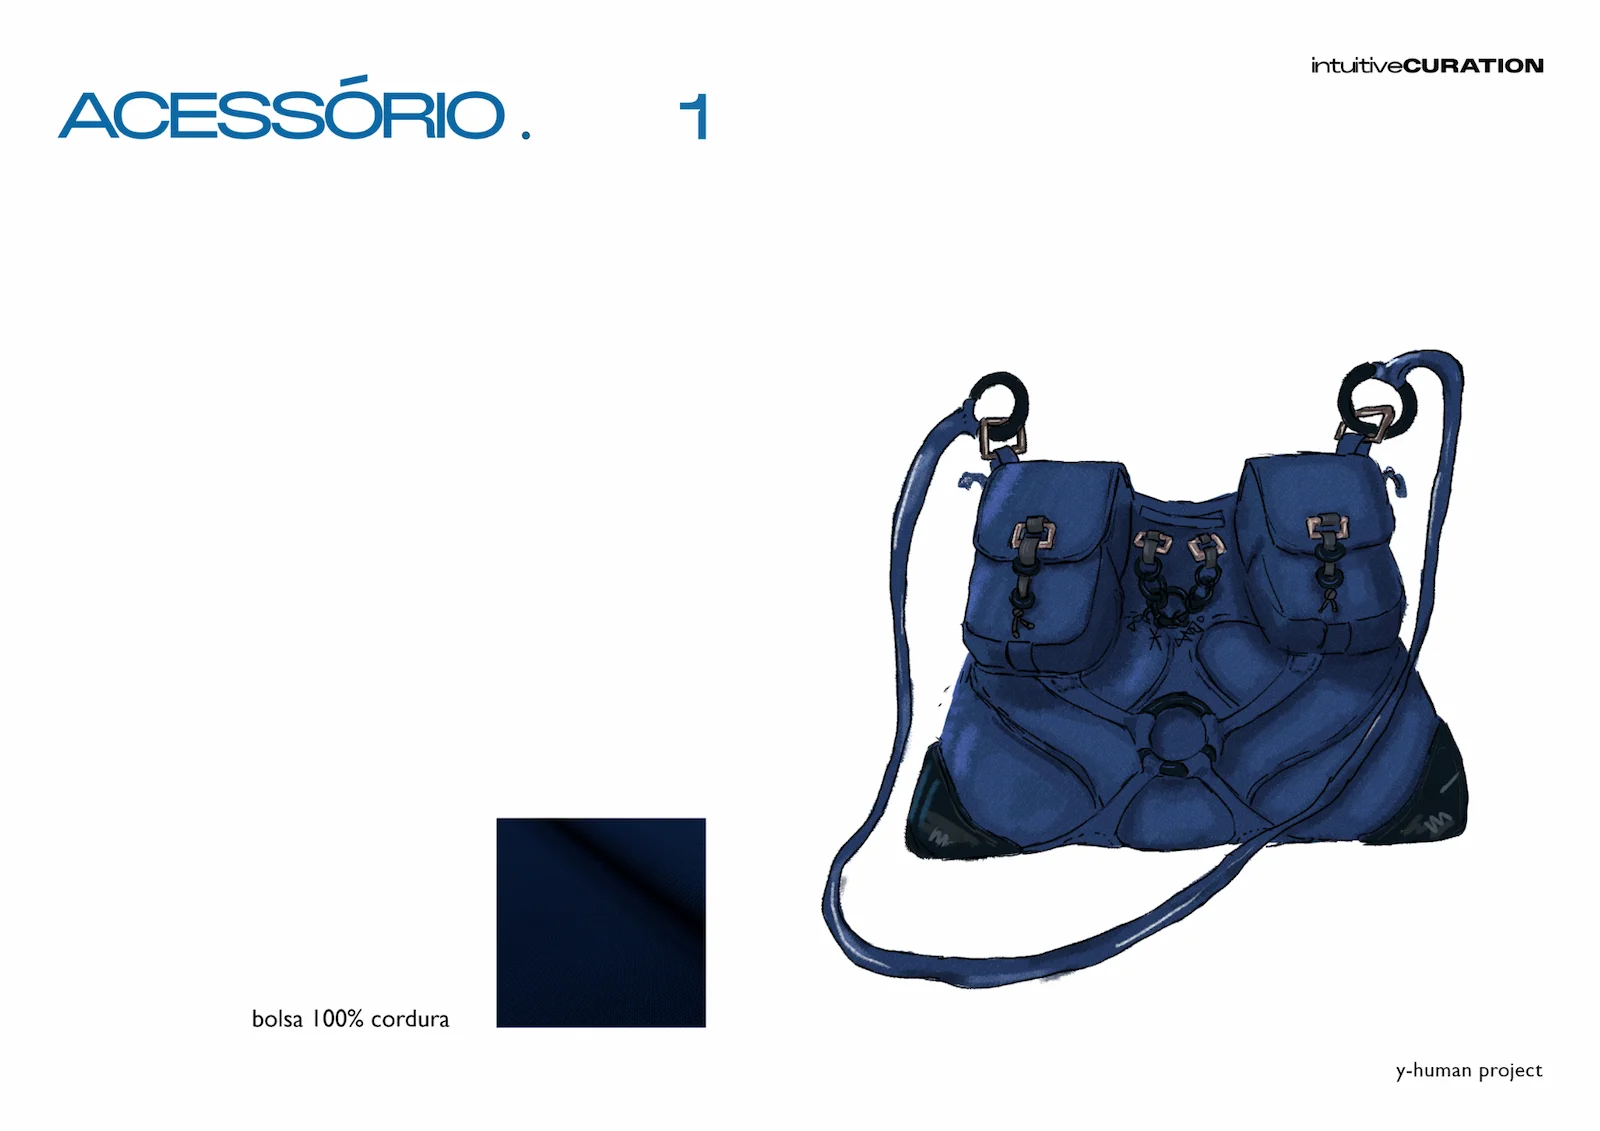 intuitiveCURATION
ACESSÓRIO . 1
bolsa 100% cordura
y-human project